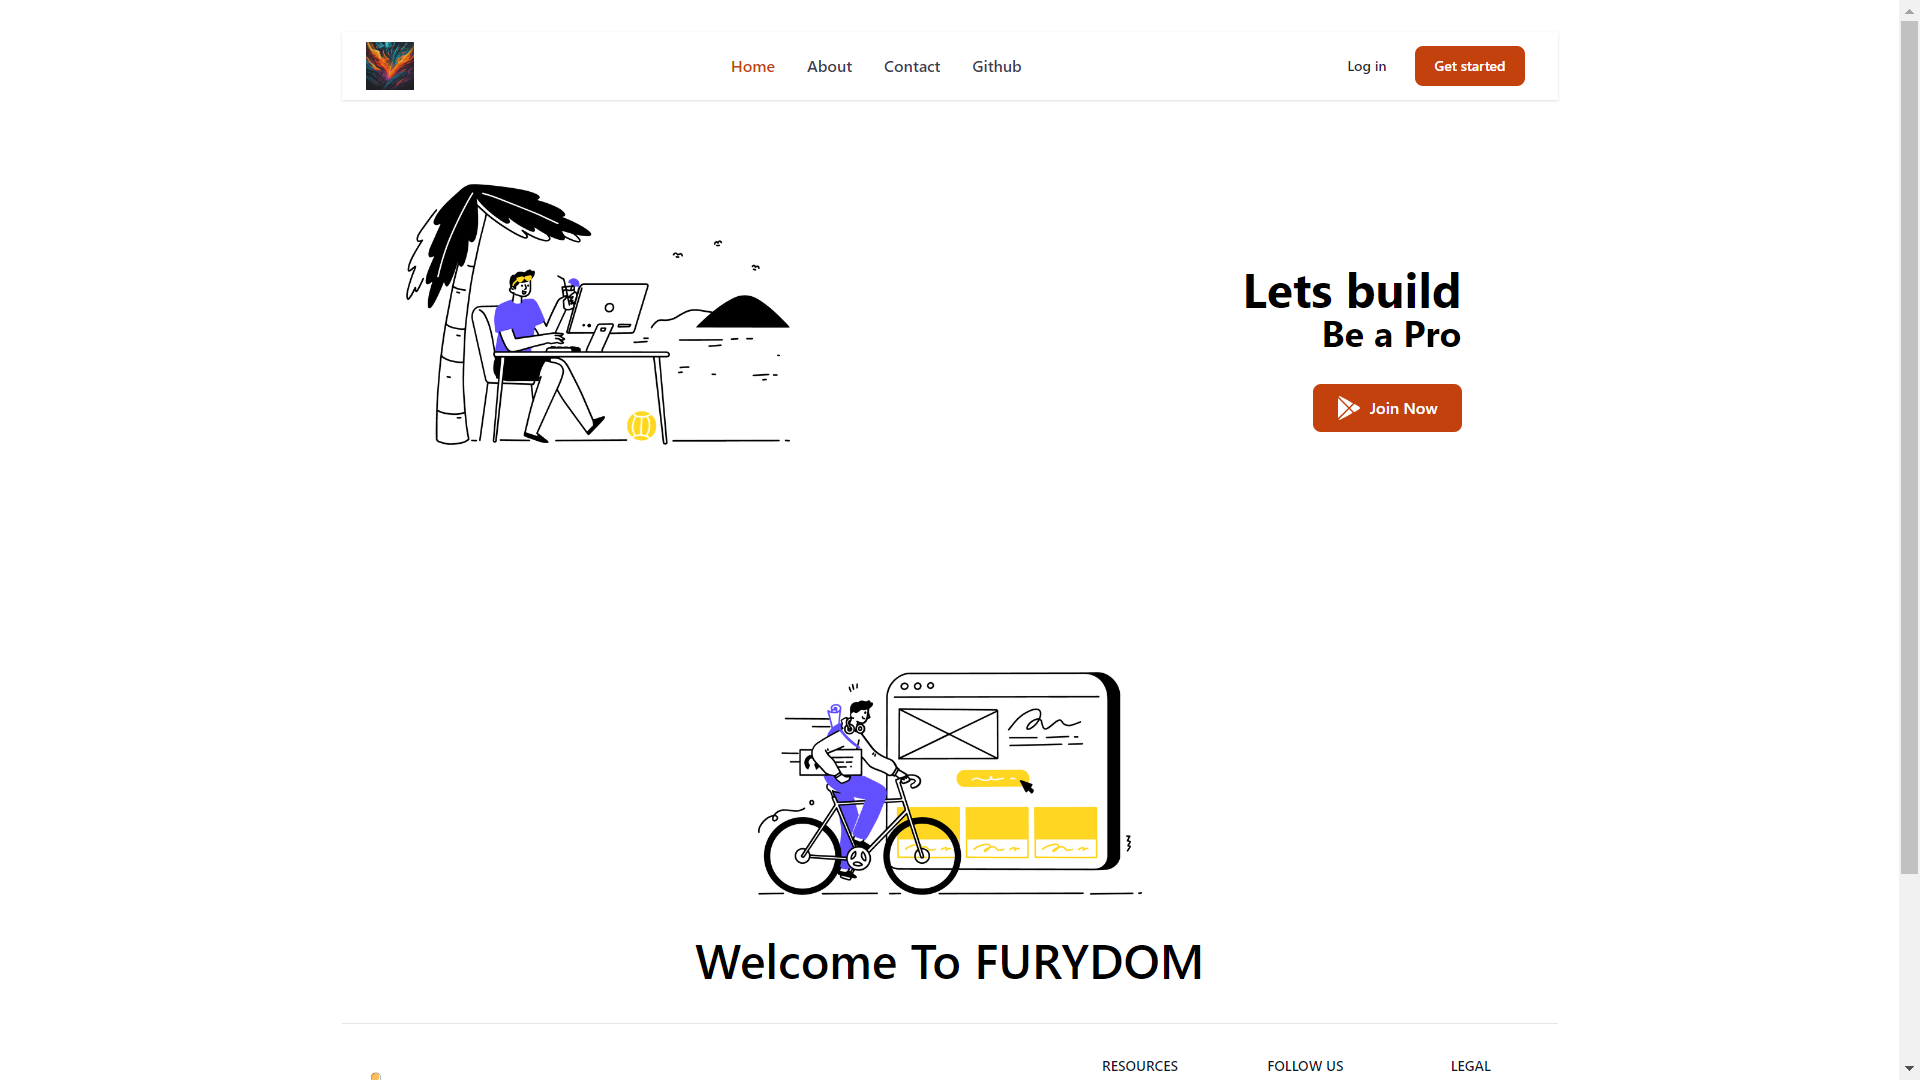 Home
About
Contact
Github
Log in
Get started
Lets build
Be a Pro
Join Now
Welcome To FURYDOM
RESOURCES
FOLLOW US
LEGAL